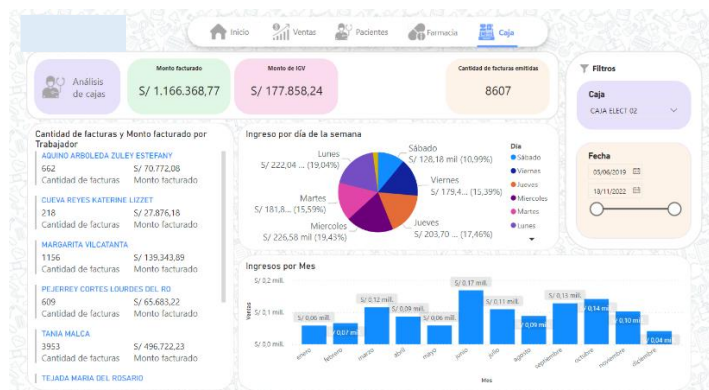 Inicio
Ventas
Pacientes
Farmacia
Caja
Análisis
de cajas
Monto facturado
S/ 1.166.368,77
Monto de IGV
S/ 177.858,24
Cantidad de facturas emitidas
8607
Filtros
Caja
CAJA ELECT 02
Fecha
05/06/2019
18/11/2022
Cantidad de facturas y Monto facturado por
Trabajador
AQUINO ARBOLEDA ZULEY ESTEFANY
662 S/ 70.772,08
Cantidad de facturas Monto facturado
CUEVA REYES KATERINE LIZZET
218 S/ 27.876,18
Cantidad de facturas Monto facturado
MARGARITA VILCATANTA
1156 S/ 139.343,89
Cantidad de facturas Monto facturado
PEJERREY CORTES LOURDES DEL RO
609 S/ 65.683,22
Cantidad de facturas Monto facturado
TANIA MALCA
3953 S/ 496.722,23
Cantidad de facturas Monto facturado
TEJADA MARIA DEL ROSARIO
Ingreso por día de la semana
Lunes
S/ 222,04 ... (19,04%)
Martes
S/ 181,8... (15,59%)
Miercoles
S/ 226,58 mil (19,43%)
Sábado
S/ 128,18 mil (10,99%)
Viernes
S/ 179,4... (15,39%)
Jueves
S/ 203,70 ... (17,46%)
Dia
Sábado
Viernes
Jueves
Miercoles
Martes
Lunes
Ingresos por Mes
Ventas
S/ 0,2 mill.
S/ 0,1 mill.
S/ 0,0 mill.
S/ 0,06 mill.
S/ 0,07 mill.
S/ 0,12 mill.
S/ 0,09 mill.
S/ 0,06 mill.
S/ 0,17 mill.
S/ 0,11 mill.
S/ 0,09 mill.
S/ 0,13 mill.
S/ 0,14 mill.
S/ 0,10 mill.
S/ 0,04 mill.
enero
febrero
marzo
abril
mayo
junio
julio
agosto
septiembre
octubre
noviembre
diciembre
Mes